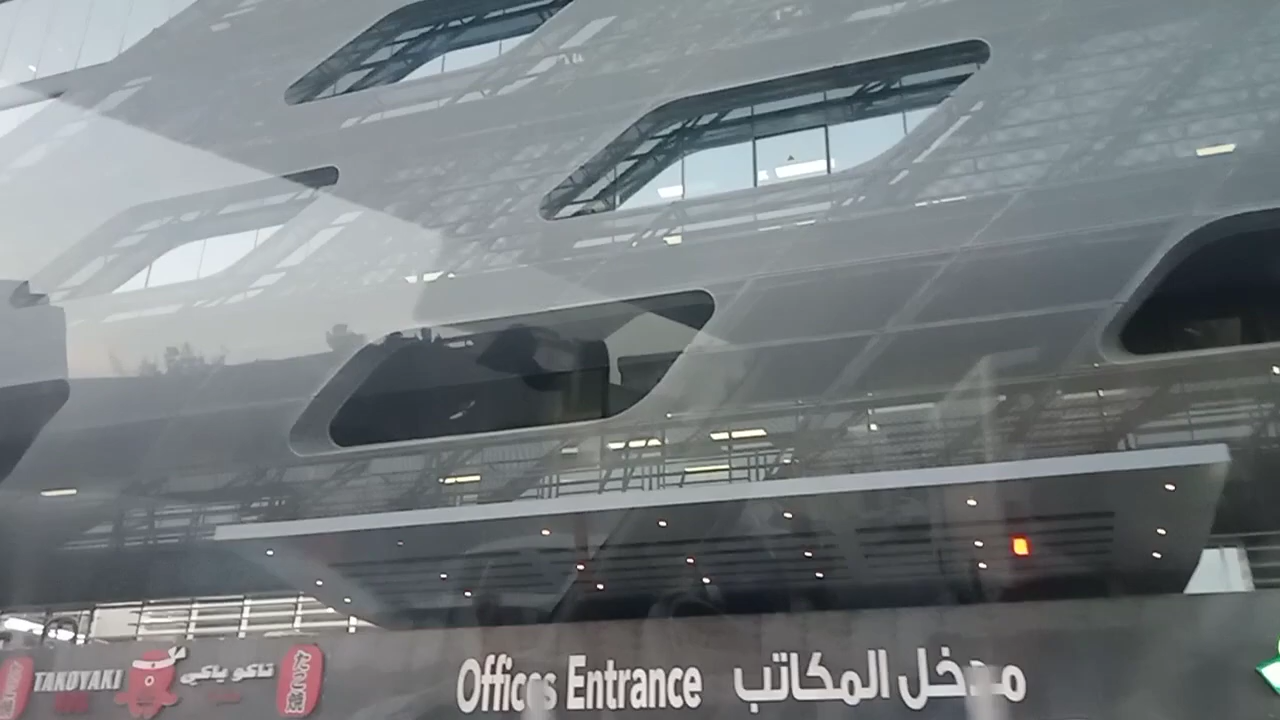 TAKOYAKI
تاكو ياكي
Offices Entrance
مدخل المكاتب